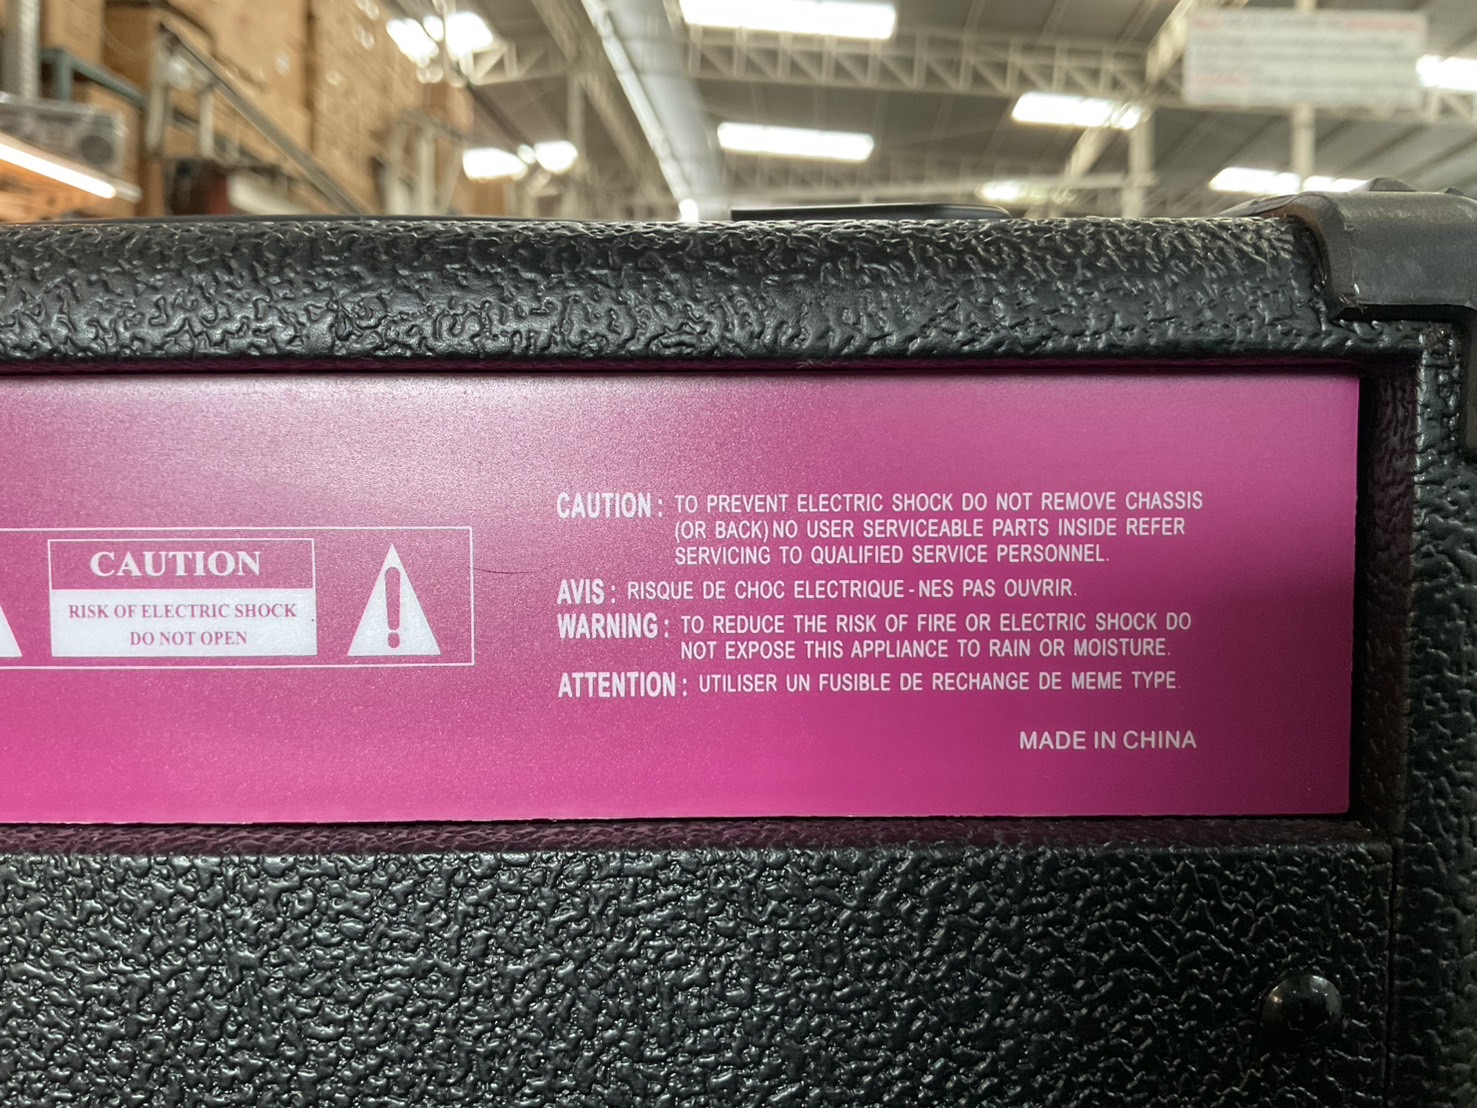 CAUTION
RISK OF ELECTRIC SHOCK
DO NOT OPEN
CAUTION: TO PREVENT ELECTRIC SHOCK DO NOT REMOVE CHASSIS
(OR BACK) NO USER SERVICEABLE PARTS INSIDE REFER
SERVICING TO QUALIFIED SERVICE PERSONNEL.
AVIS: RISQUE DE CHOC ELECTRIQUE-NES PAS OUVRIR.
WARNING: TO REDUCE THE RISK OF FIRE OR ELECTRIC SHOCK DO
NOT EXPOSE THIS APPLIANCE TO RAIN OR MOISTURE.
ATTENTION: UTILISER UN FUSIBLE DE RECHANGE DE MEME TYPE.
MADE IN CHINA